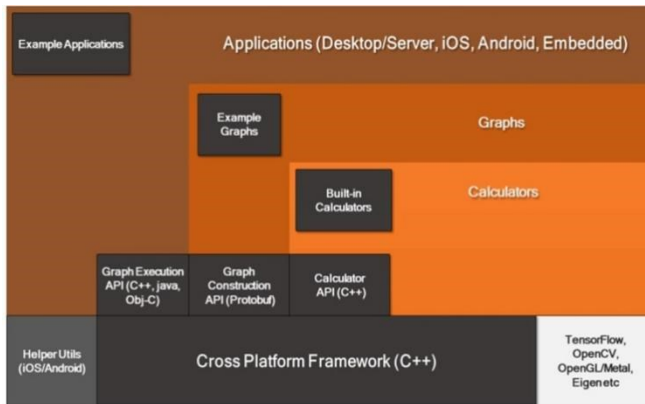 Example Applications
Applications (Desktop/Server, iOS, Android, Embedded)
Example
Graphs
Graphs
Built-in
Calculators
Calculators
Graph Execution
API (C++, java,
Obj-C)
Graph
Construction
API (Protobuf)
Calculator
API (C++)
Helper Utils
(iOS/Android)
Cross Platform Framework (C++)
TensorFlow,
OpenCV,
OpenGL/Metal,
Eigen etc